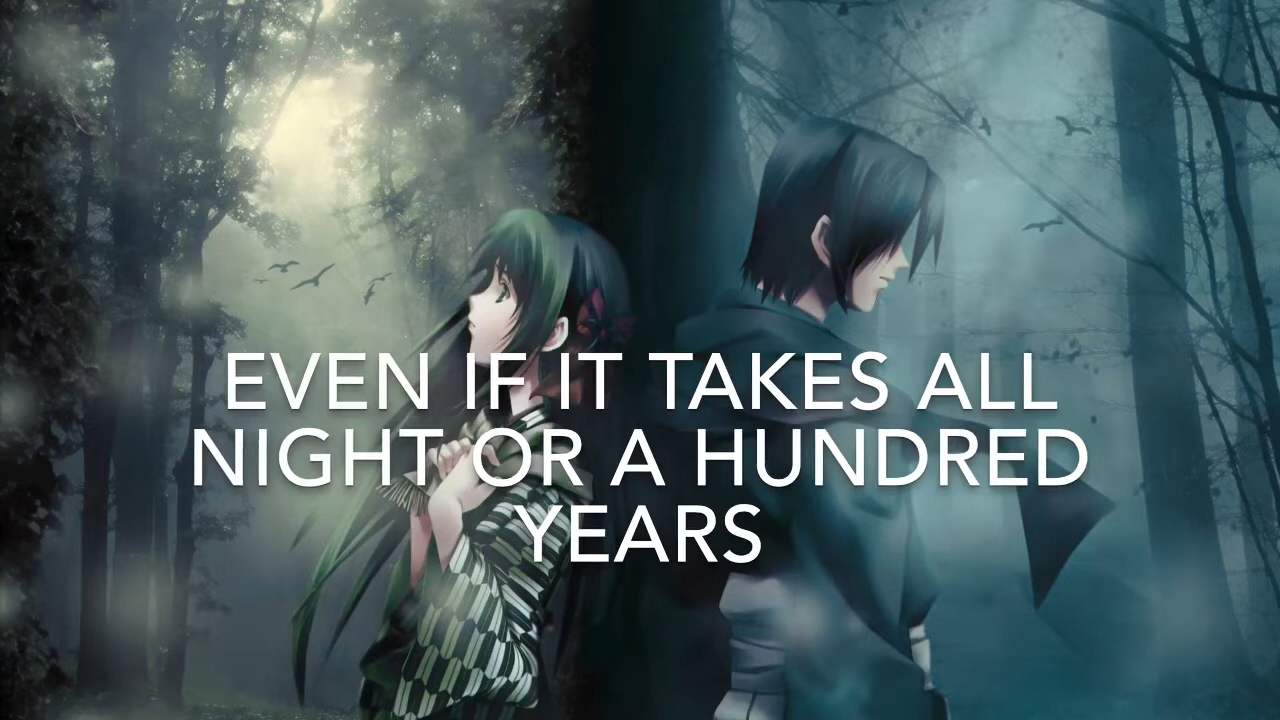 EVEN IF IT TAKES ALL
NIGHT OR A HUNDRED
YEARS